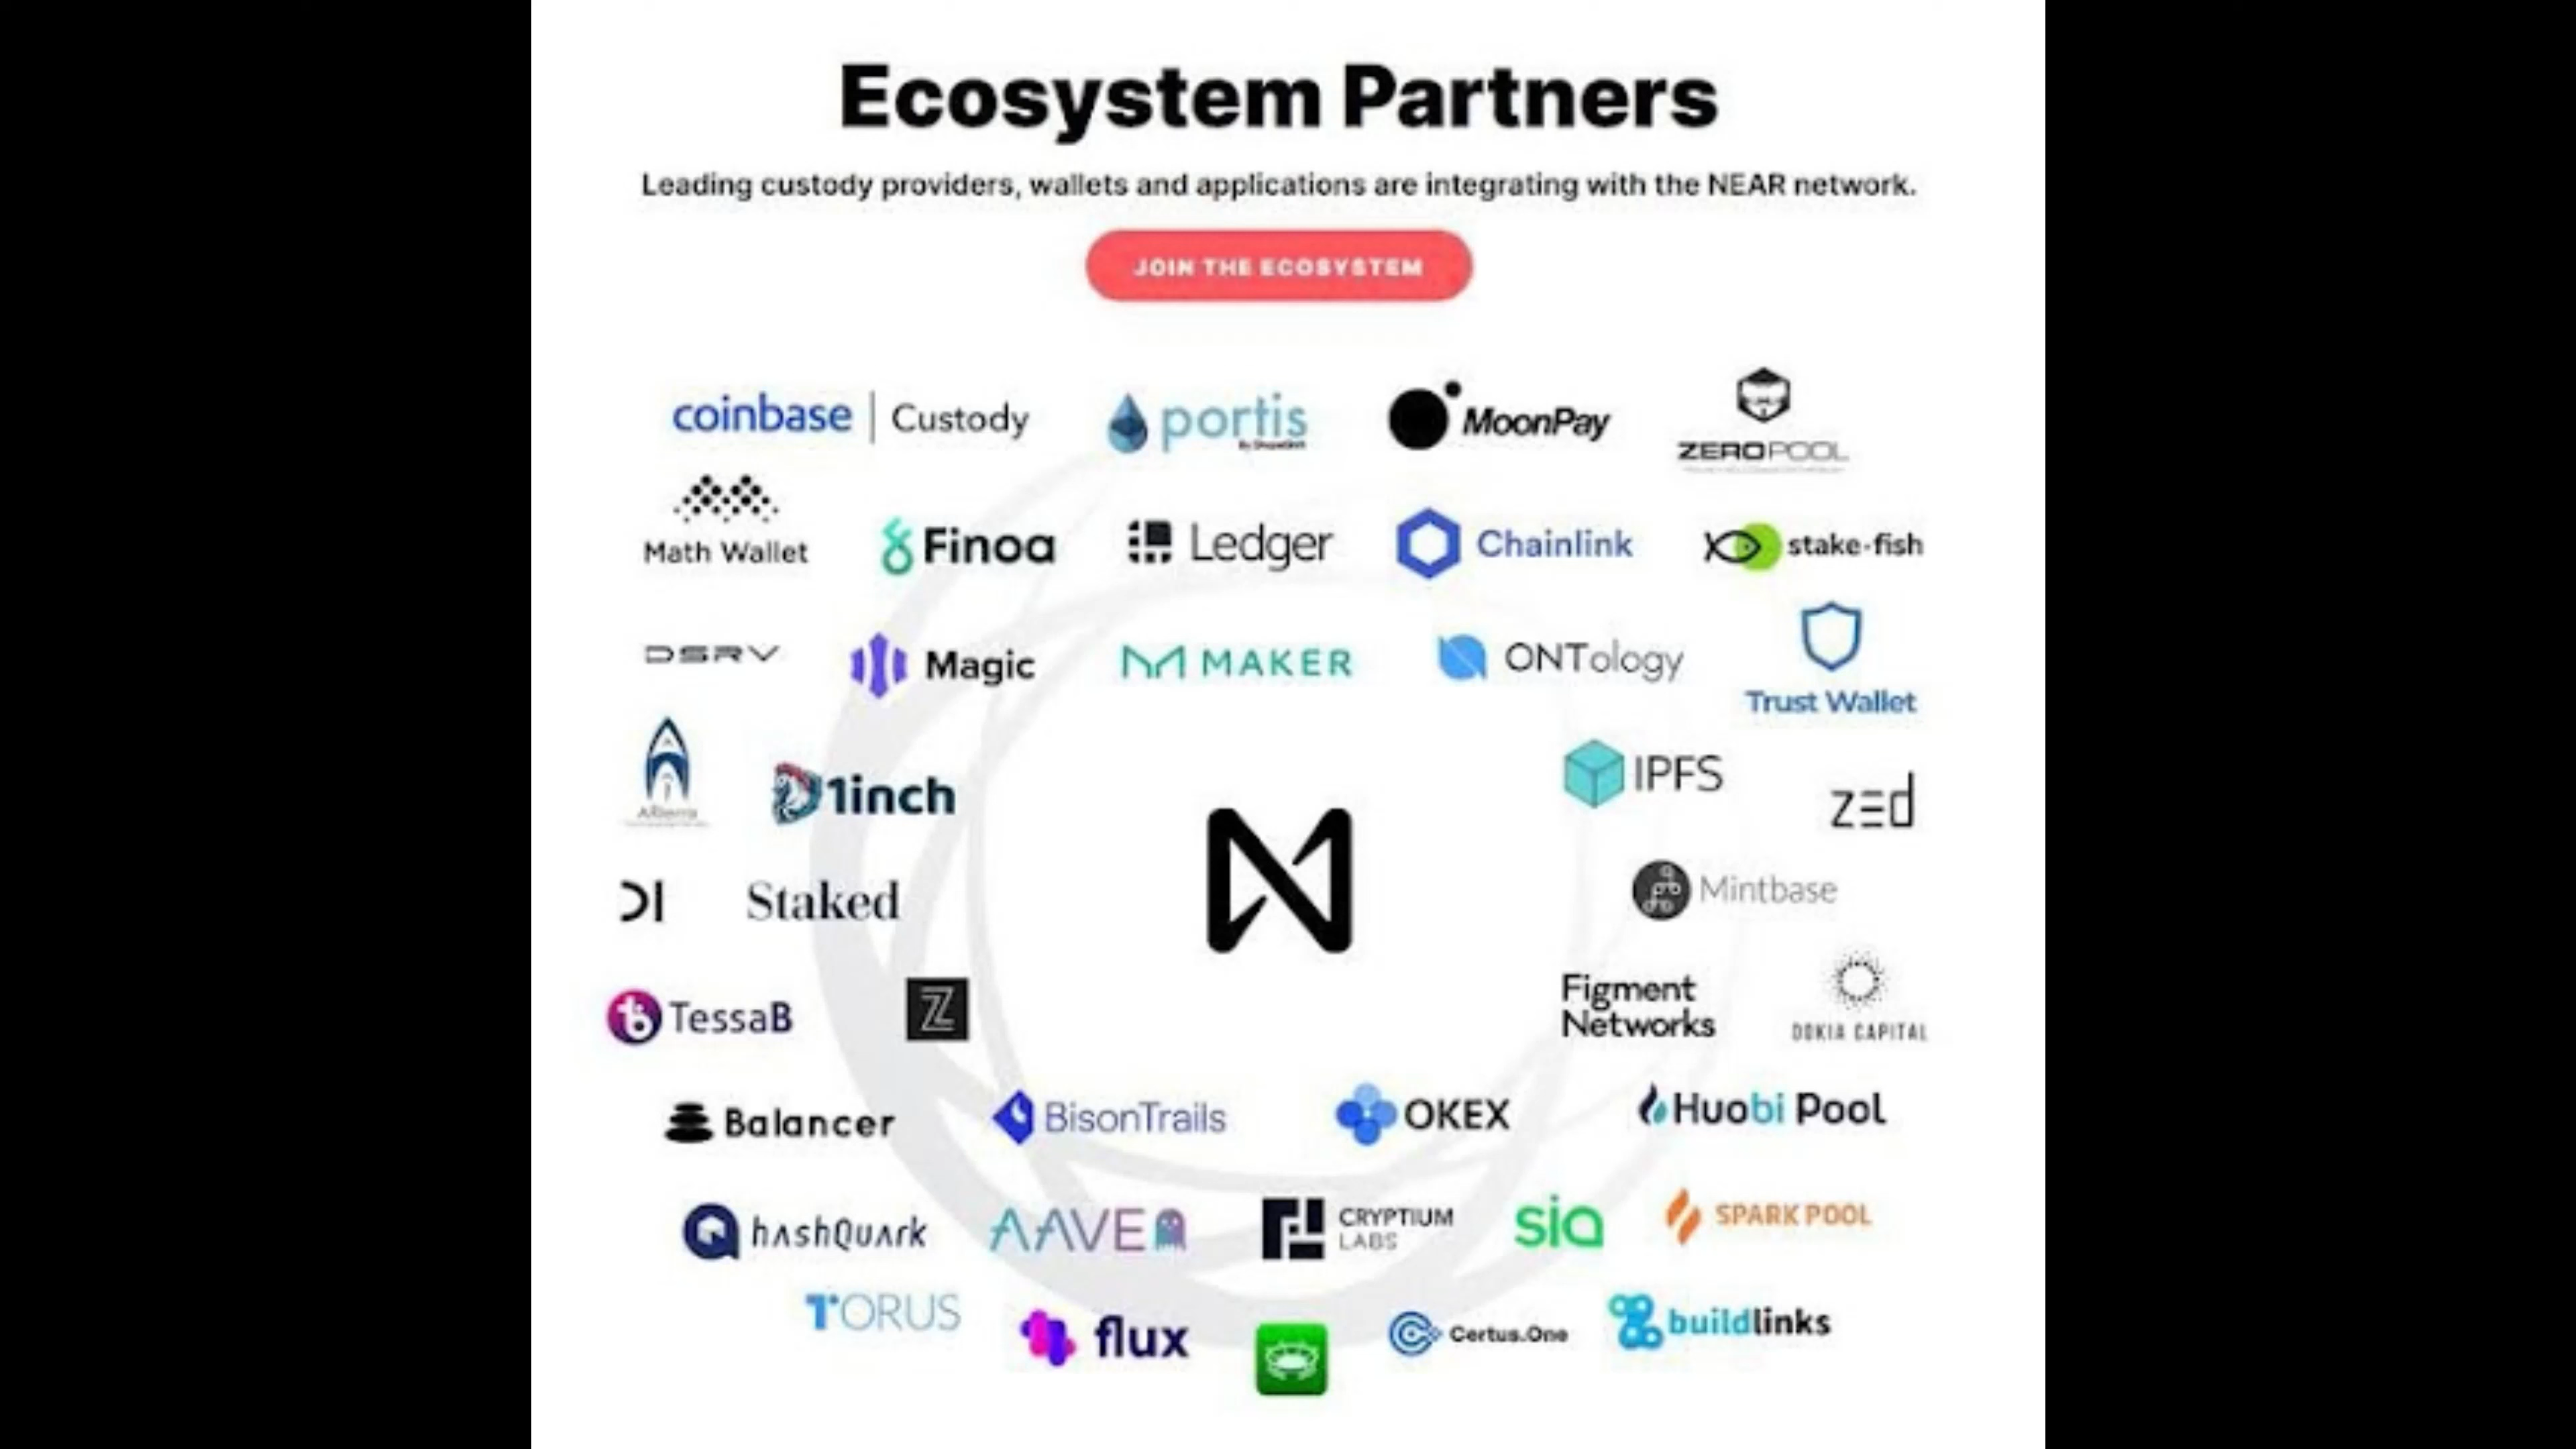 Ecosystem Partners
Leading custody providers, wallets and applications are integrating with the NEAR network.
JOIN THE ECOSYSTEM
coinbase | Custody
portis
MoonPay
ZEROPOOL
Math Wallet
Finoa
Ledger
Chainlink
stake·fish
DSRV
Magic
MAKER
ONTology
Trust Wallet
1inch
IPFS
zed
Staked
Mintbase
TessaB
Z
Figment
Networks
DOKIA CAPITAL
Balancer
BisonTrails
OKEX
Huobi Pool
hashQuark
AAVE
CRYPTIUM
LABS
sia
SPARK POOL
TORUS
flux
Certus.One
buildlinks